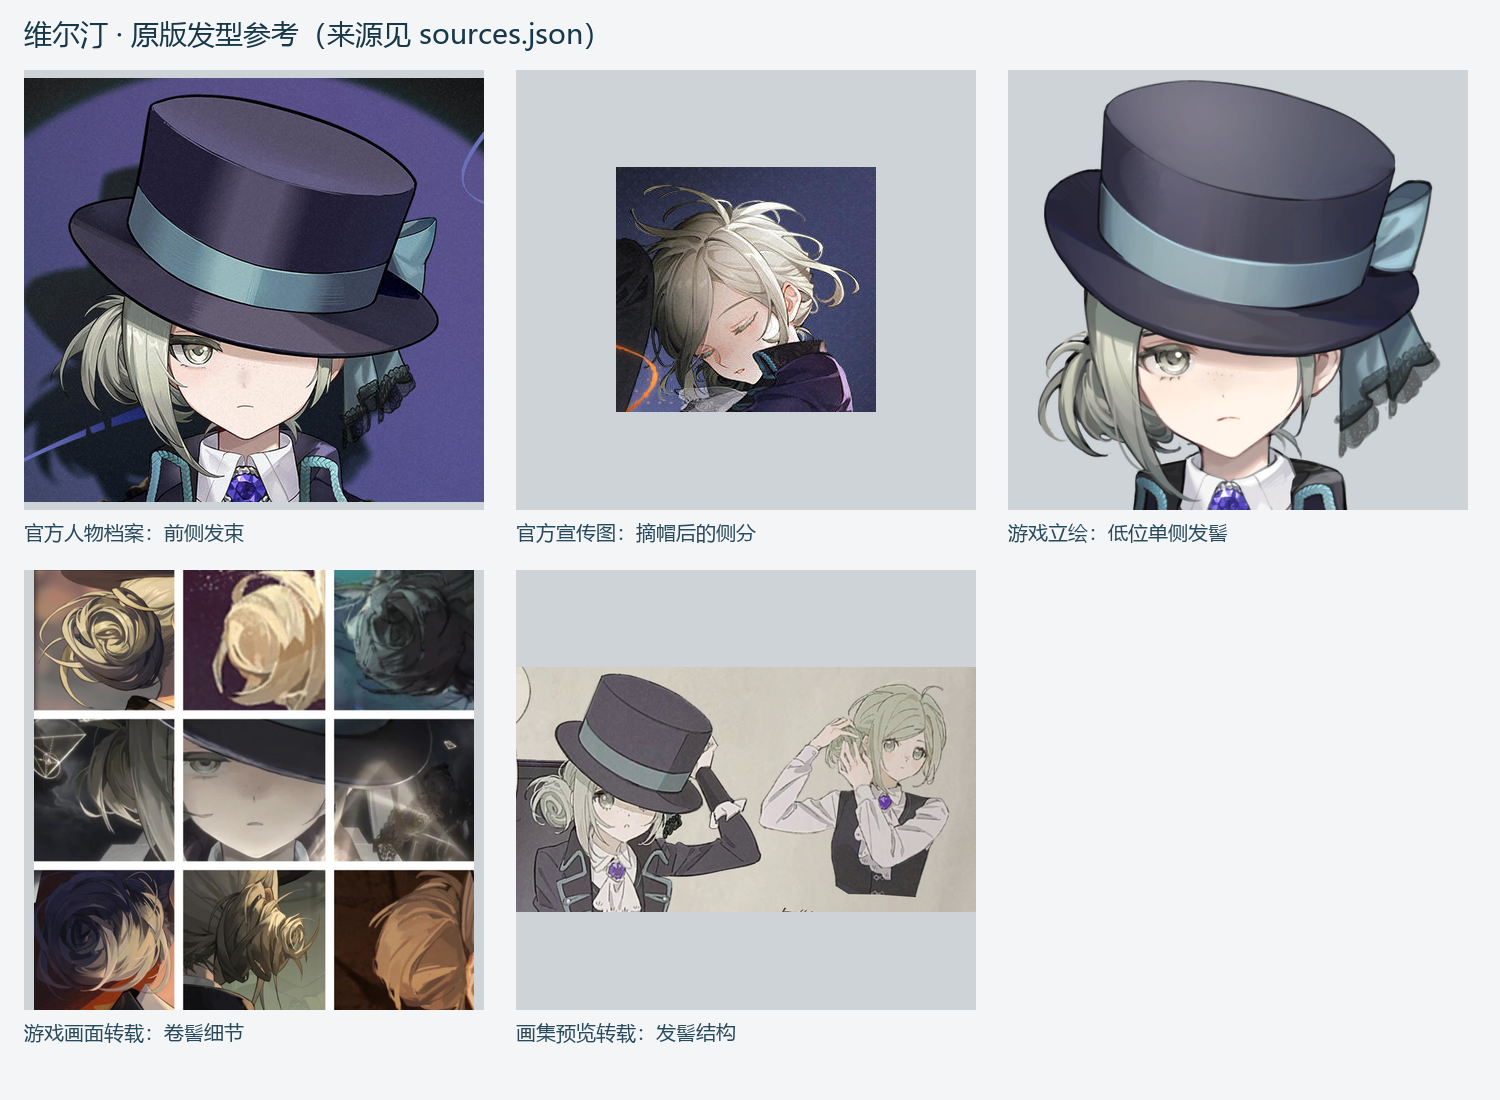 维尔汀 · 原版发型参考（来源见 sources.json）
官方人物档案：前侧发束
官方宣传图：摘帽后的侧分
游戏立绘：低位单侧发髻
游戏画面转载：卷髻细节
画集预览转载：发髻结构